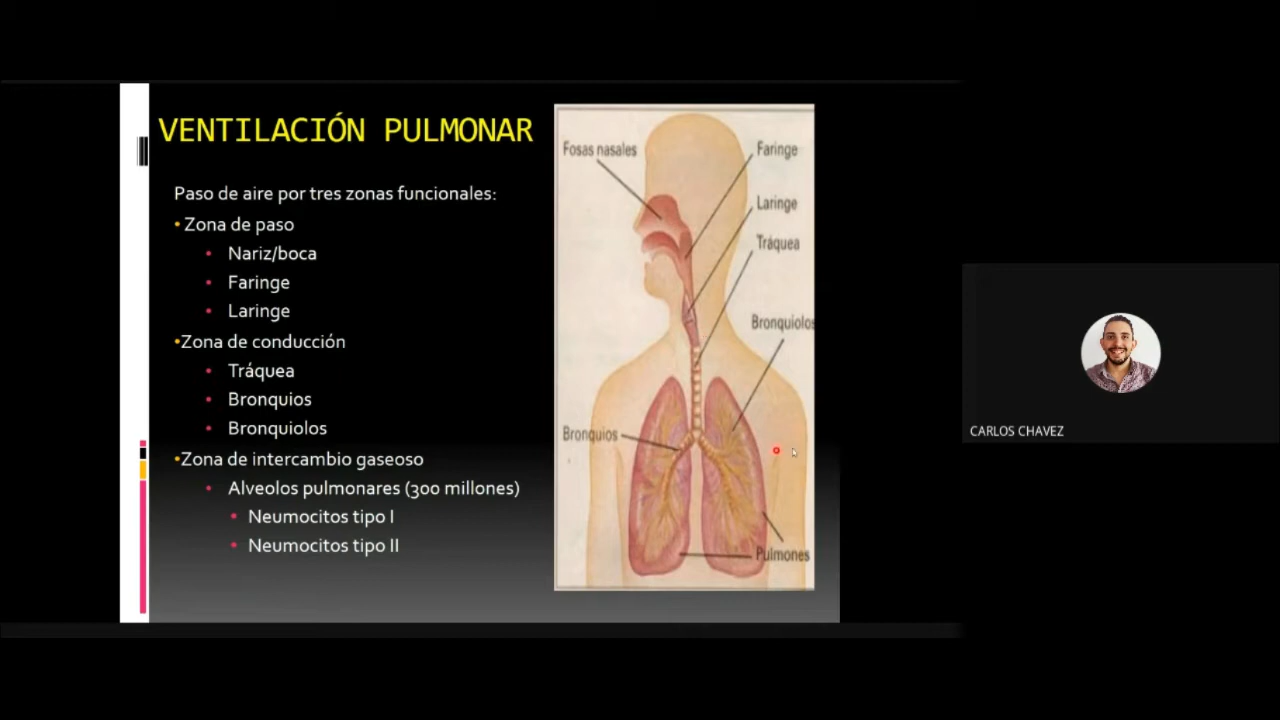 VENTILACIÓN PULMONAR
Paso de aire por tres zonas funcionales:
• Zona de paso
• Nariz/boca
• Faringe
• Laringe
•Zona de conducción
• Tráquea
• Bronquios
• Bronquiolos
•Zona de intercambio gaseoso
• Alveolos pulmonares (300 millones)
• Neumocitos tipo I
• Neumocitos tipo II
Fosas nasales
Faringe
Laringe
Tráquea
Bronquiolos
Bronquios
Pulmones
CARLOS CHAVEZ